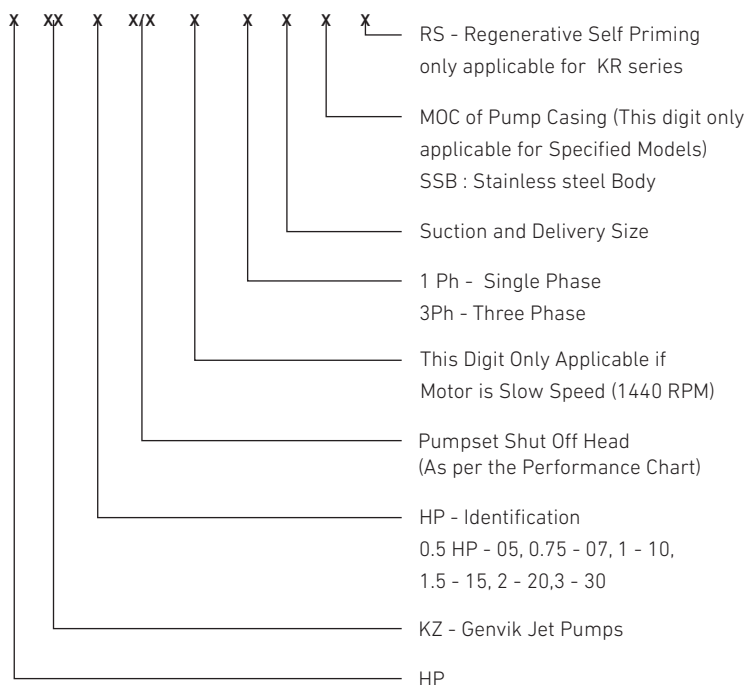 X XX X X/X X X X X X
RS - Regenerative Self Priming
only applicable for KR series
MOC of Pump Casing (This digit only
applicable for Specified Models)
SSB : Stainless steel Body
Suction and Delivery Size
1 Ph - Single Phase
3Ph - Three Phase
This Digit Only Applicable if
Motor is Slow Speed (1440 RPM)
Pumpset Shut Off Head
(As per the Performance Chart)
HP - Identification
0.5 HP - 05, 0.75 - 07, 1 - 10,
1.5 - 15, 2 - 20,3 - 30
KZ - Genvik Jet Pumps
HP